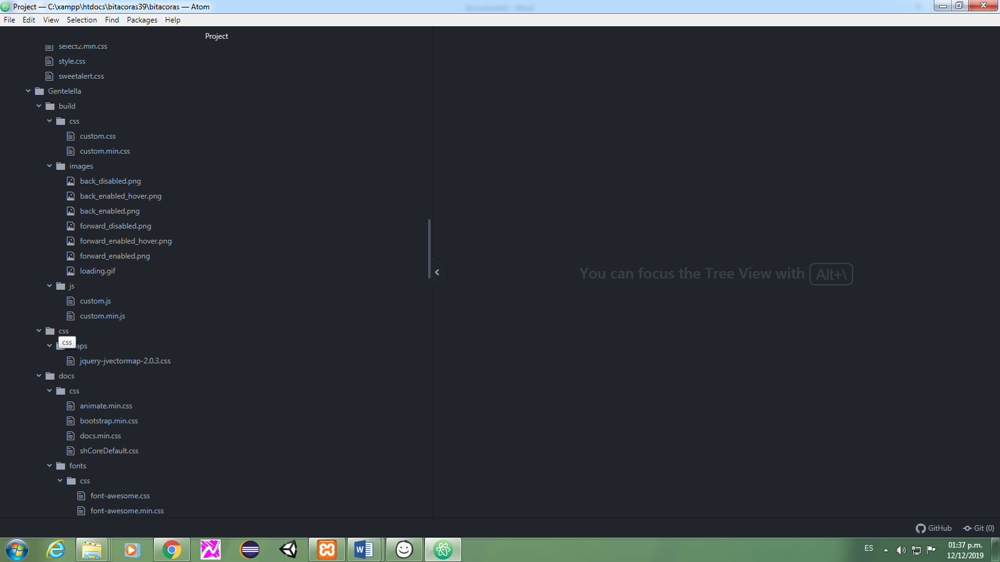 Project — C:\xampp\htdocs\bitacoras39\bitacoras — Atom
File Edit View Selection Find Packages Help
Project
select2.min.css
style.css
sweetalert.css
Gentelella
build
css
custom.css
custom.min.css
images
back_disabled.png
back_enabled_hover.png
back_enabled.png
forward_disabled.png
forward_enabled_hover.png
forward_enabled.png
loading.gif
js
custom.js
custom.min.js
css
css
aps
jquery-jvectormap-2.0.3.css
docs
css
animate.min.css
bootstrap.min.css
docs.min.css
shCoreDefault.css
fonts
css
font-awesome.css
font-awesome.min.css
You can focus the Tree View with Alt+\
GitHub Git (0)
ES
01:37 p.m.
12/12/2019